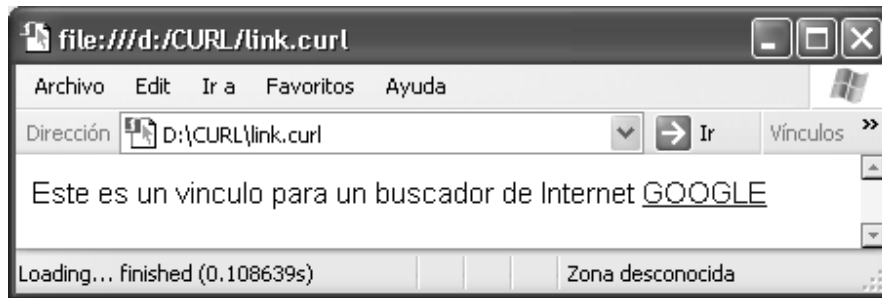 file:///d:/CURL/link.curl
Archivo Edit Ir a Favoritos Ayuda
Dirección D:\CURL\link.curl Ir Vínculos »
Este es un vinculo para un buscador de Internet GOOGLE
Loading... finished (0.108639s) Zona desconocida